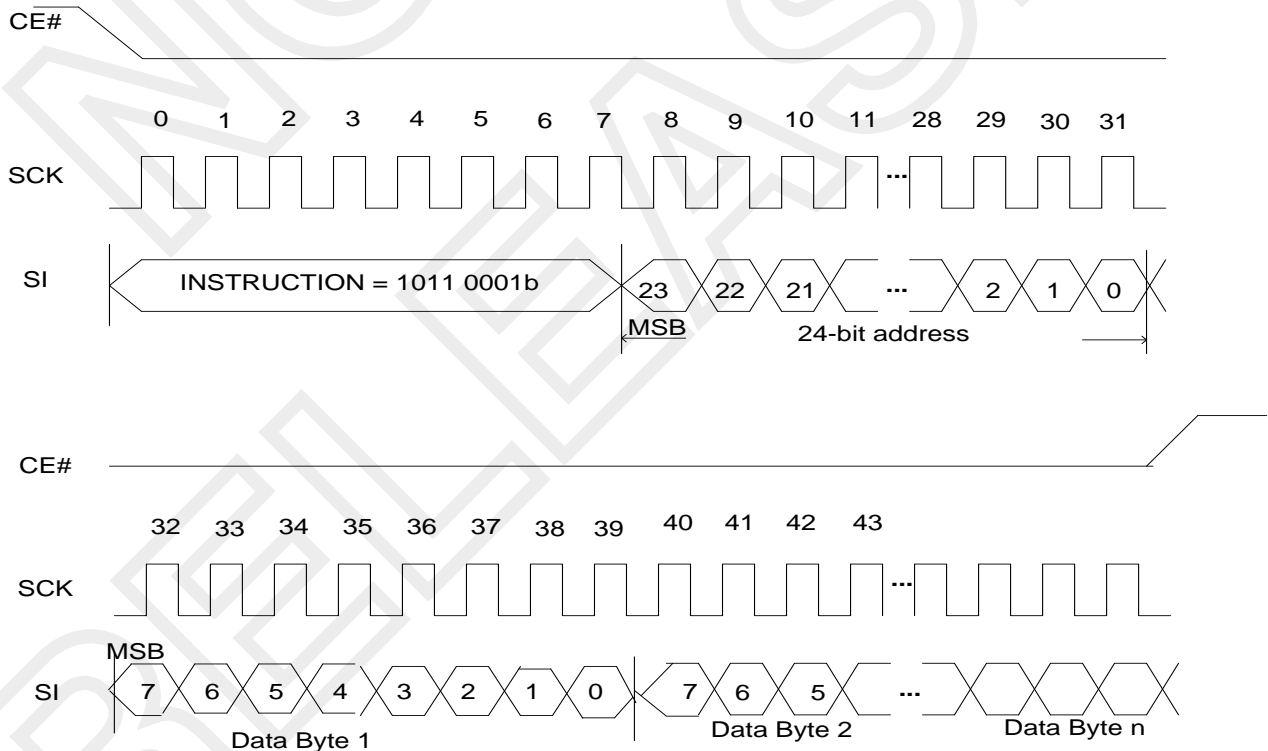 CE#
0 1 2 3 4 5 6 7 8 9 10 11 28 29 30 31
SCK ...
SI INSTRUCTION = 1011 0001b 23 22 21 ... 2 1 0
MSB 24-bit address
CE#
32 33 34 35 36 37 38 39 40 41 42 43
SCK ...
MSB
SI 7 6 5 4 3 2 1 0 7 6 5 ...
Data Byte 1 Data Byte 2 Data Byte n